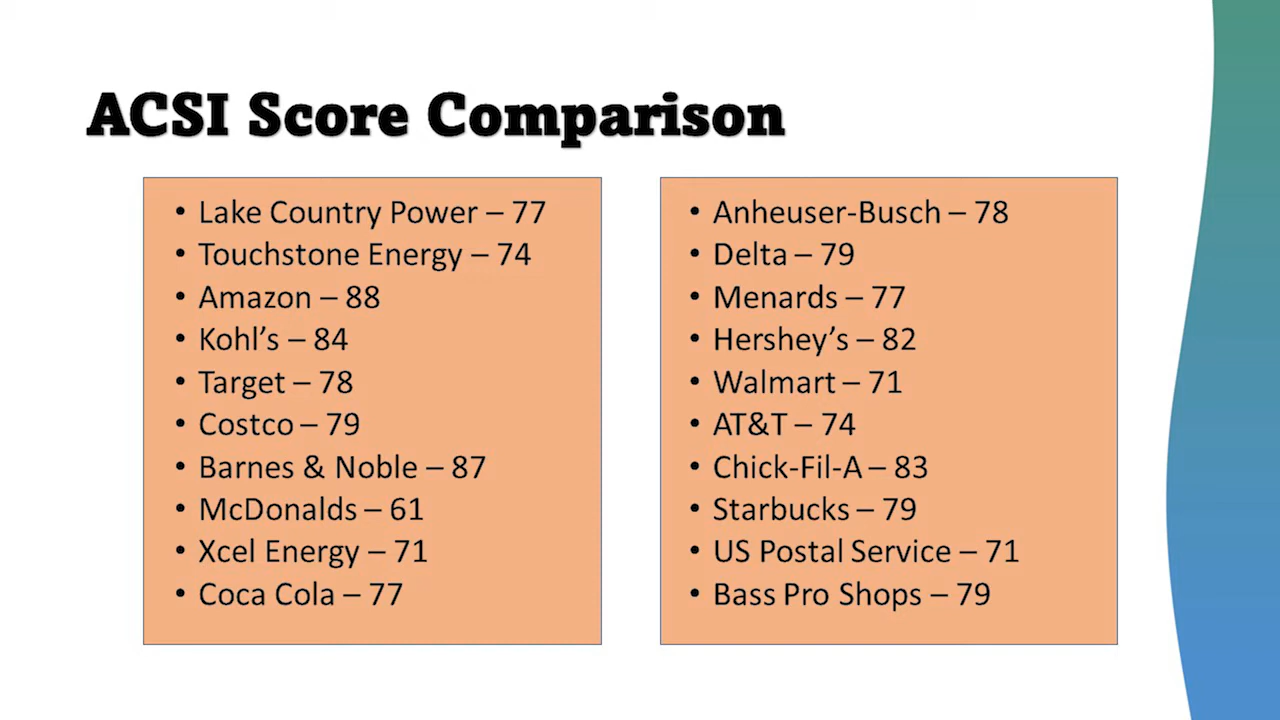 ACSI Score Comparison
• Lake Country Power – 77
• Touchstone Energy – 74
• Amazon – 88
• Kohl’s – 84
• Target – 78
• Costco – 79
• Barnes & Noble – 87
• McDonalds – 61
• Xcel Energy – 71
• Coca Cola – 77
• Anheuser-Busch – 78
• Delta – 79
• Menards – 77
• Hershey’s – 82
• Walmart – 71
• AT&T – 74
• Chick-Fil-A – 83
• Starbucks – 79
• US Postal Service – 71
• Bass Pro Shops – 79